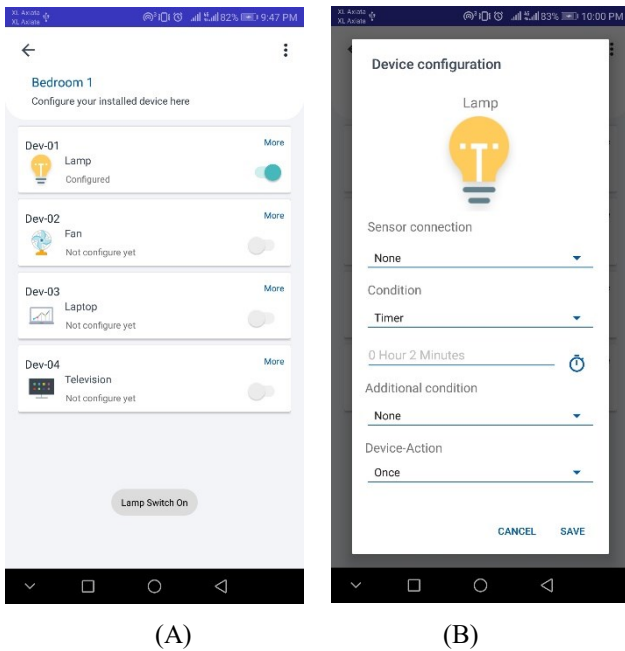 XL Axiata
XL Axiata
82% 9:47 PM
Bedroom 1
Configure your installed device here
Dev-01
More
Lamp
Configured
Dev-02
More
Fan
Not configure yet
Dev-03
More
Laptop
Not configure yet
Dev-04
More
Television
Not configure yet
Lamp Switch On
(A)
XL Axiata
XL Axiata
83% 10:00 PM
Device configuration
Lamp
Sensor connection
None
Condition
Timer
0 Hour 2 Minutes
Additional condition
None
Device-Action
Once
CANCEL SAVE
(B)